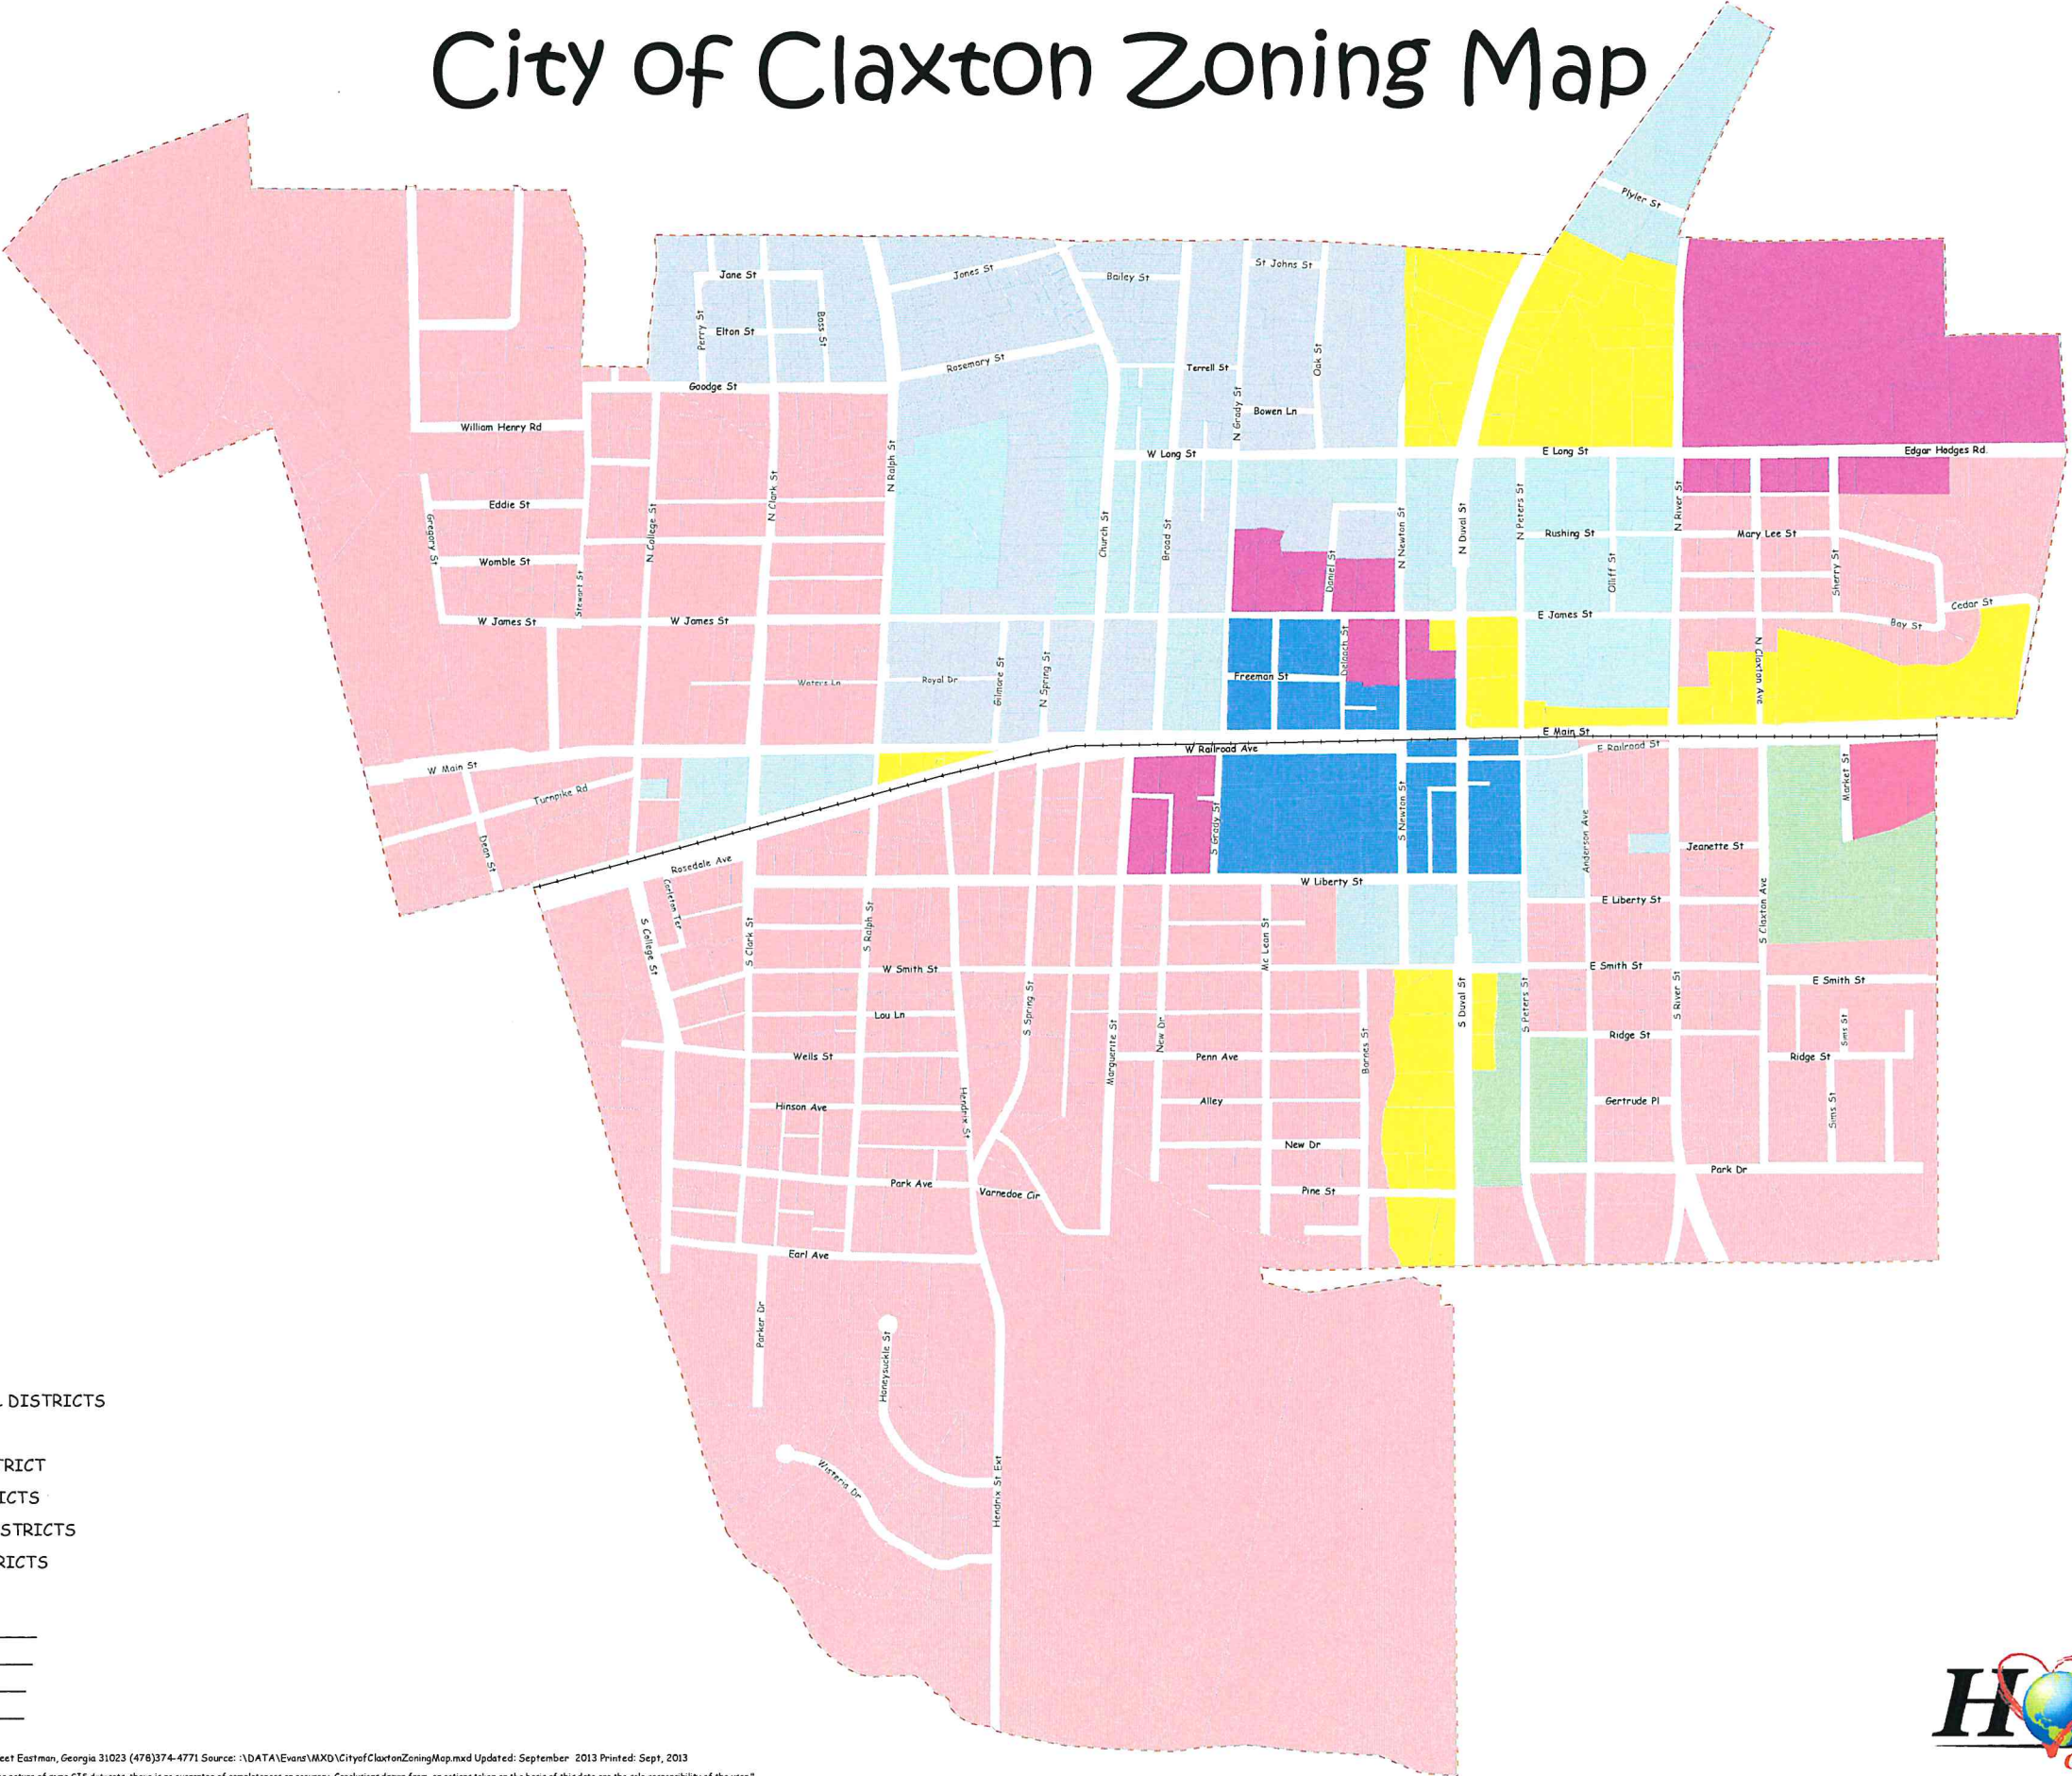 City of Claxton Zoning Map
Plyler St
Jane St
Jones St
Bailey St
St Johns St
Perry St
Elton St
Bass St
Rosemary St
Terrell St
Oak St
Goodge St
N Grady St
Bowen Ln
William Henry Rd
W Long St
E Long St
Edgar Hodges Rd.
N Ralph St
N Clark St
Eddie St
Gregory St
N College St
Church St
Broad St
N Newton St
N Duval St
N Peters St
N River St
Rushing St
Mary Lee St
Womble St
Stewart St
Daniel St
Olliff St
Sherry St
Cedar St
W James St
W James St
E James St
Bay St
Waters Ln
Royal Dr
Gilmore St
N Spring St
Freeman St
Deloach St
N Claxton Ave
W Main St
W Railroad Ave
E Main St
E Railroad St
Turnpike Rd
Market St
Dean St
S Grady St
S Newton St
Anderson Ave
Jeanette St
Rosedale Ave
Carleton Ter
W Liberty St
E Liberty St
S Claxton Ave
S College St
S Clark St
S Ralph St
Mc Lean St
W Smith St
E Smith St
E Smith St
S Spring St
S Duval St
S Peters St
S River St
Lou Ln
Marguerite St
New Dr
Barnes St
Ridge St
Sims St
Wells St
Penn Ave
Ridge St
Hinson Ave
Hendrix St
Alley
Gertrude Pl
Sims St
New Dr
Park Ave
Varnedoe Cir
Pine St
Park Dr
Earl Ave
Parker Dr
Honeysuckle St
Wisteria Dr
Hendrix St Ext
DISTRICTS
TRICT
ICTS
STRICTS
RICTS
H
eet Eastman, Georgia 31023 (478)374-4771 Source: :\DATA\Evans\MXD\CityofClaxtonZoningMap.mxd Updated: September 2013 Printed: Sept, 2013